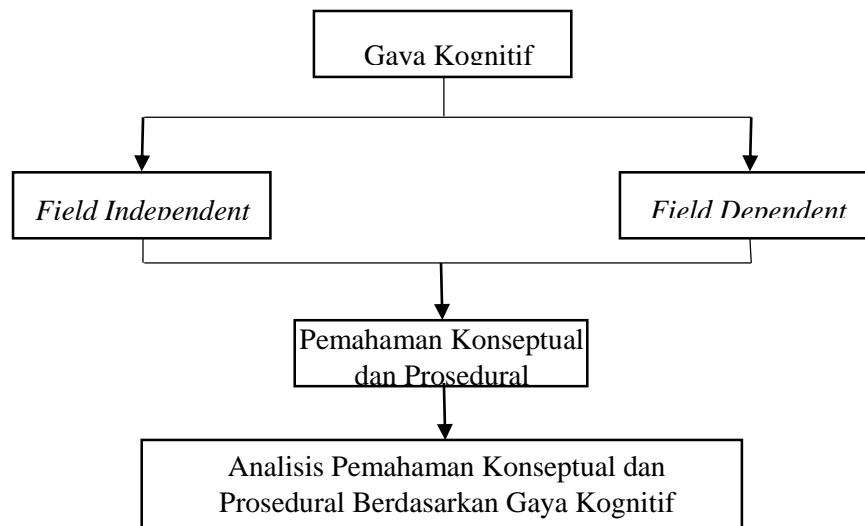 Gaya Kognitif
Field Independent
Field Dependent
Pemahaman Konseptual
dan Prosedural
Analisis Pemahaman Konseptual dan
Prosedural Berdasarkan Gaya Kognitif